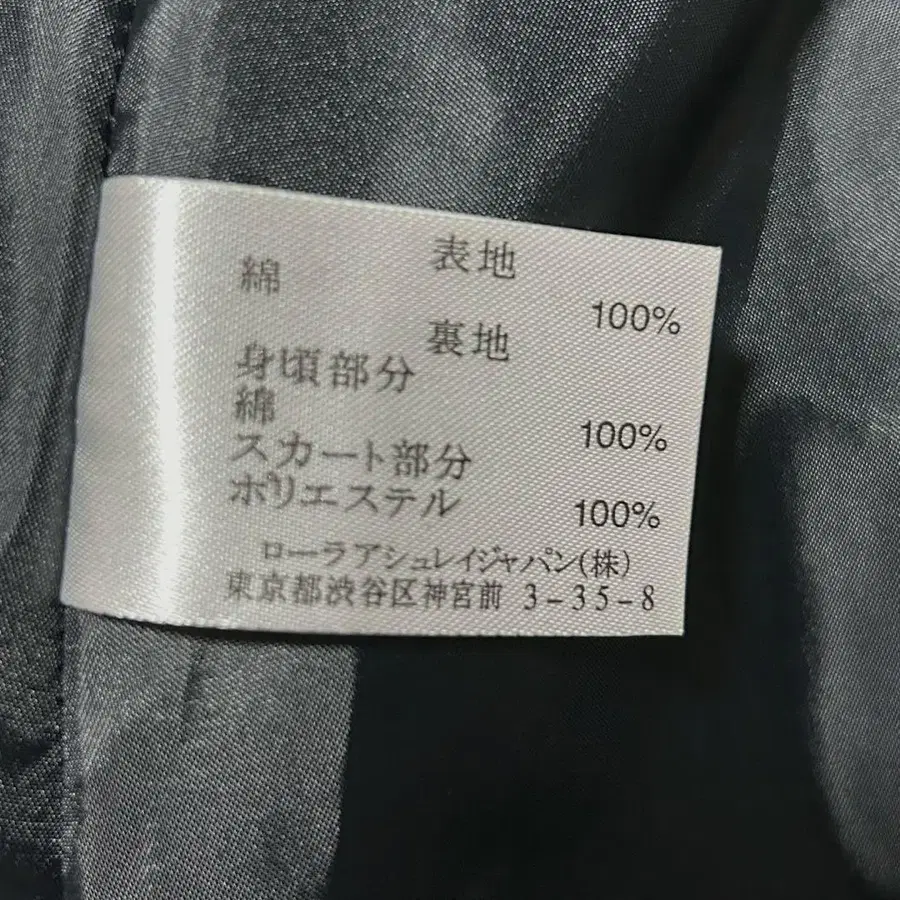 表地
綿 100%
裏地
身頃部分
綿 100%
スカート部分
ポリエステル 100%
ローラアシュレイジャパン(株)
東京都渋谷区神宮前 3-35-8